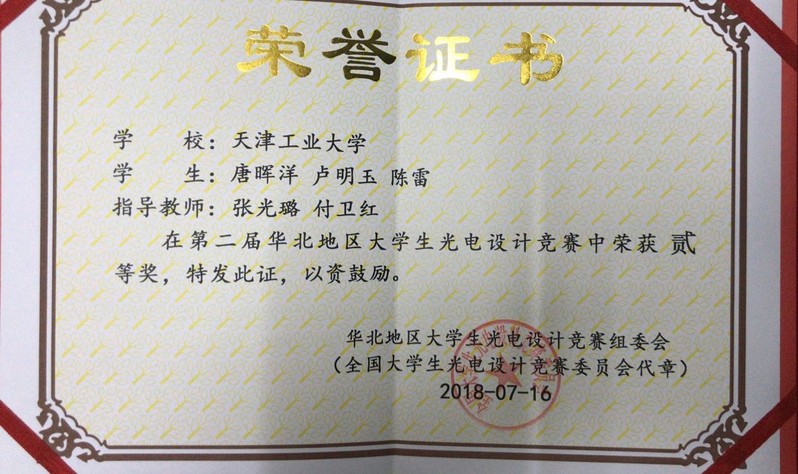 荣誉证书
学 校：天津工业大学
学 生：唐晖洋 卢明玉 陈雷
指导教师：张光璐 付卫红
在第二届华北地区大学生光电设计竞赛中荣获 贰
等奖，特发此证，以资鼓励。
华北地区大学生光电设计竞赛组委会
（全国大学生光电设计竞赛委员会代章）
2018-07-16